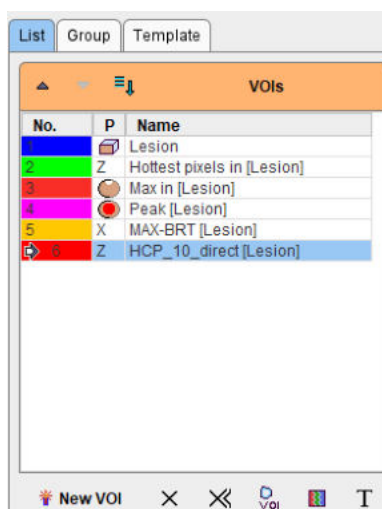 List Group Template
VOIs
No. P Name
1 Lesion
2 Z Hottest pixels in [Lesion]
3 Max in [Lesion]
4 Peak [Lesion]
5 X MAX-BRT [Lesion]
6 Z HCP_10_direct [Lesion]
New VOI VOI T